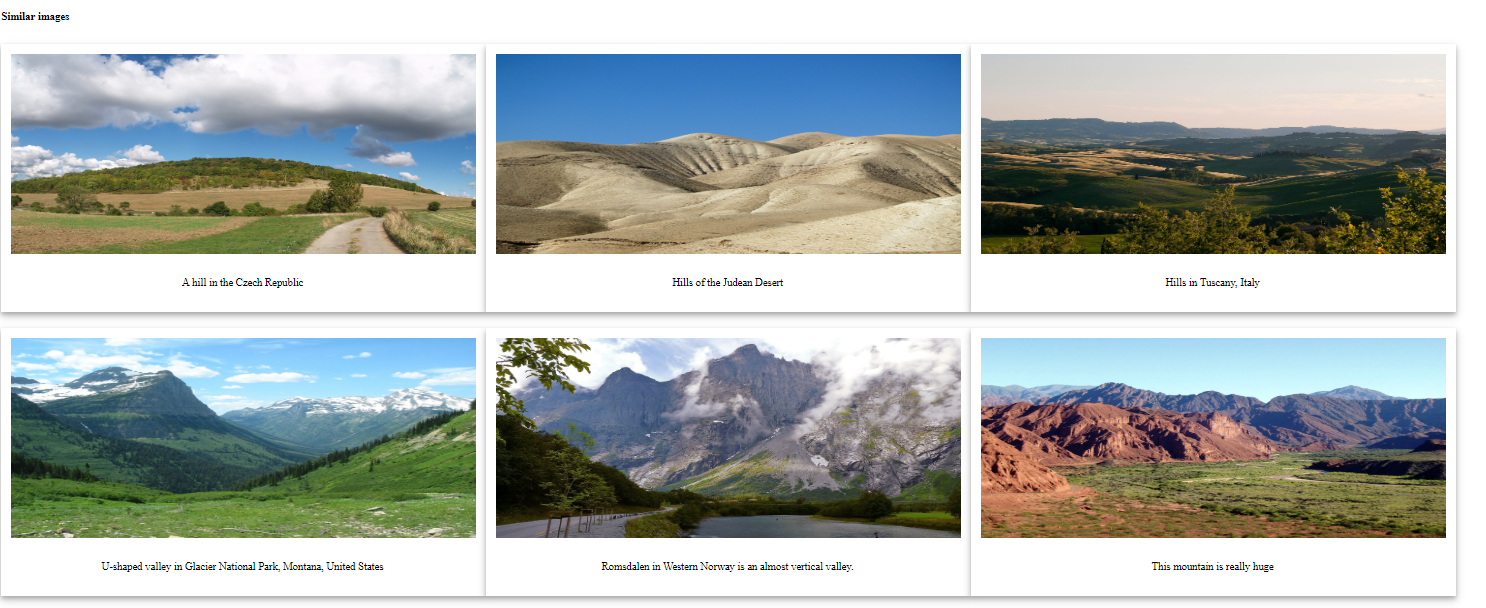 Similar images
A hill in the Czech Republic
Hills of the Judean Desert
Hills in Tuscany, Italy
U-shaped valley in Glacier National Park, Montana, United States
Romsdalen in Western Norway is an almost vertical valley.
This mountain is really huge